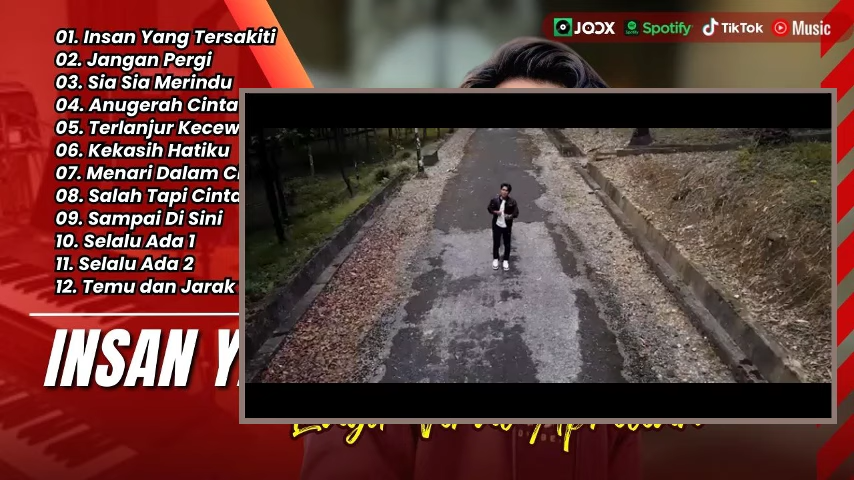 01. Insan Yang Tersakiti
02. Jangan Pergi
03. Sia Sia Merindu
04. Anugerah Cinta
05. Terlanjur Kecew
06. Kekasih Hatiku
07. Menari Dalam C
08. Salah Tapi Cinta
09. Sampai Di Sini
10. Selalu Ada 1
11. Selalu Ada 2
12. Temu dan Jarak
JOOX Spotify TikTok Music
INSAN